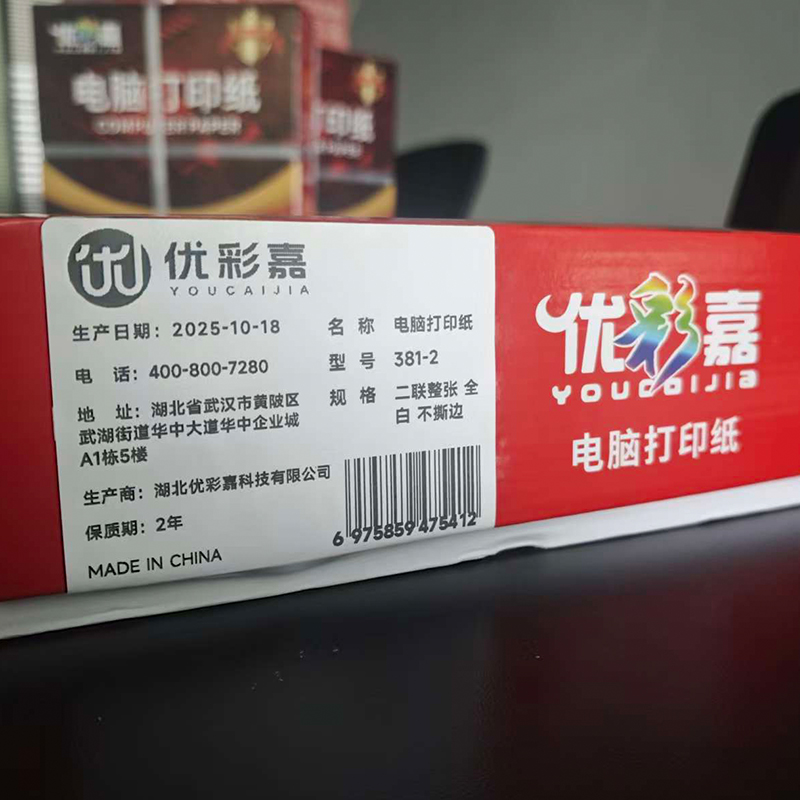 优彩嘉
电脑打印纸
COMPUTER PAPER
打印纸
优 优彩嘉
YOUCAIJIA
生产日期：2025-10-18
电 话：400-800-7280
地 址：湖北省武汉市黄陂区
武湖街道华中大道华中企业城
A1栋5楼
生产商：湖北优彩嘉科技有限公司
保质期：2年
MADE IN CHINA
名 称 电脑打印纸
型 号 381-2
规 格 二联整张 全
白 不撕边
6 975859 475412
优彩嘉
YOUCAIJIA
电脑打印纸